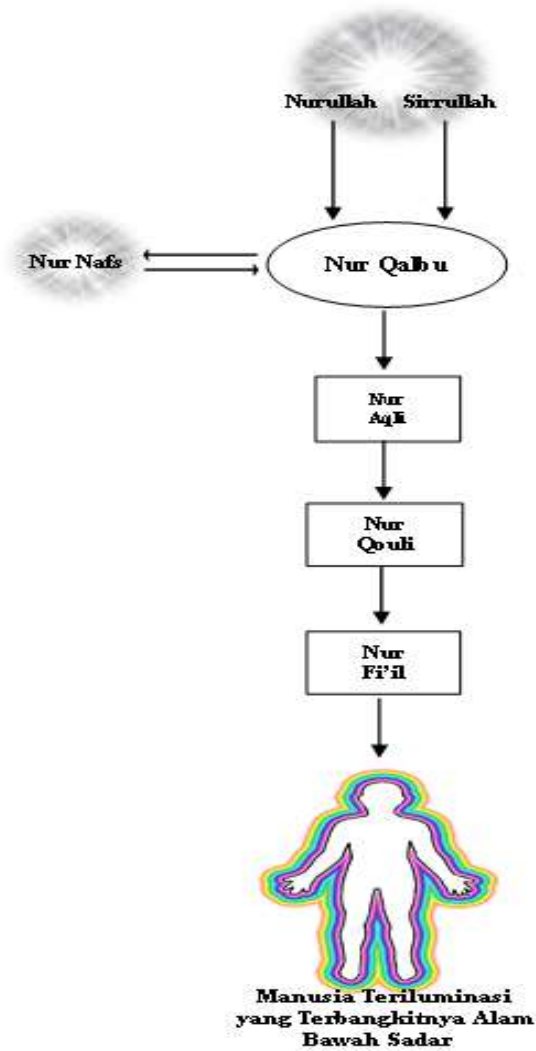 Nurullah Sirrullah
Nur Nafs
Nur Qalbu
Nur
Aqli
Nur
Qouli
Nur
Fi'il
Manusia Teriluminasi
yang Terbangkitnya Alam
Bawah Sadar